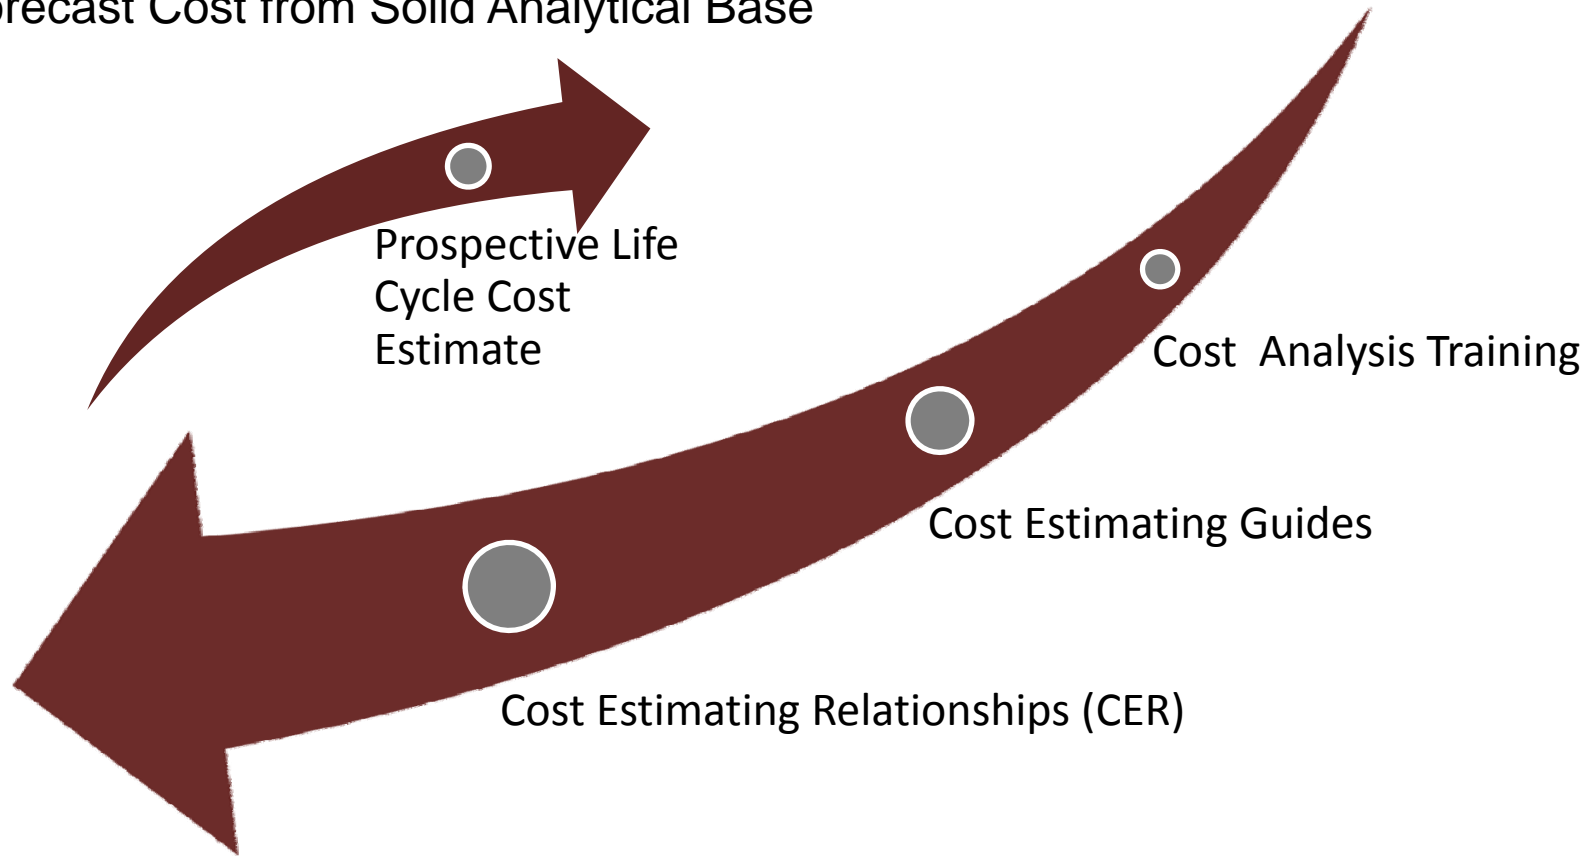 orecast Cost from Solid Analytical Base
Prospective Life
Cycle Cost
Estimate
Cost  Analysis Training
Cost Estimating Guides
Cost Estimating Relationships (CER)